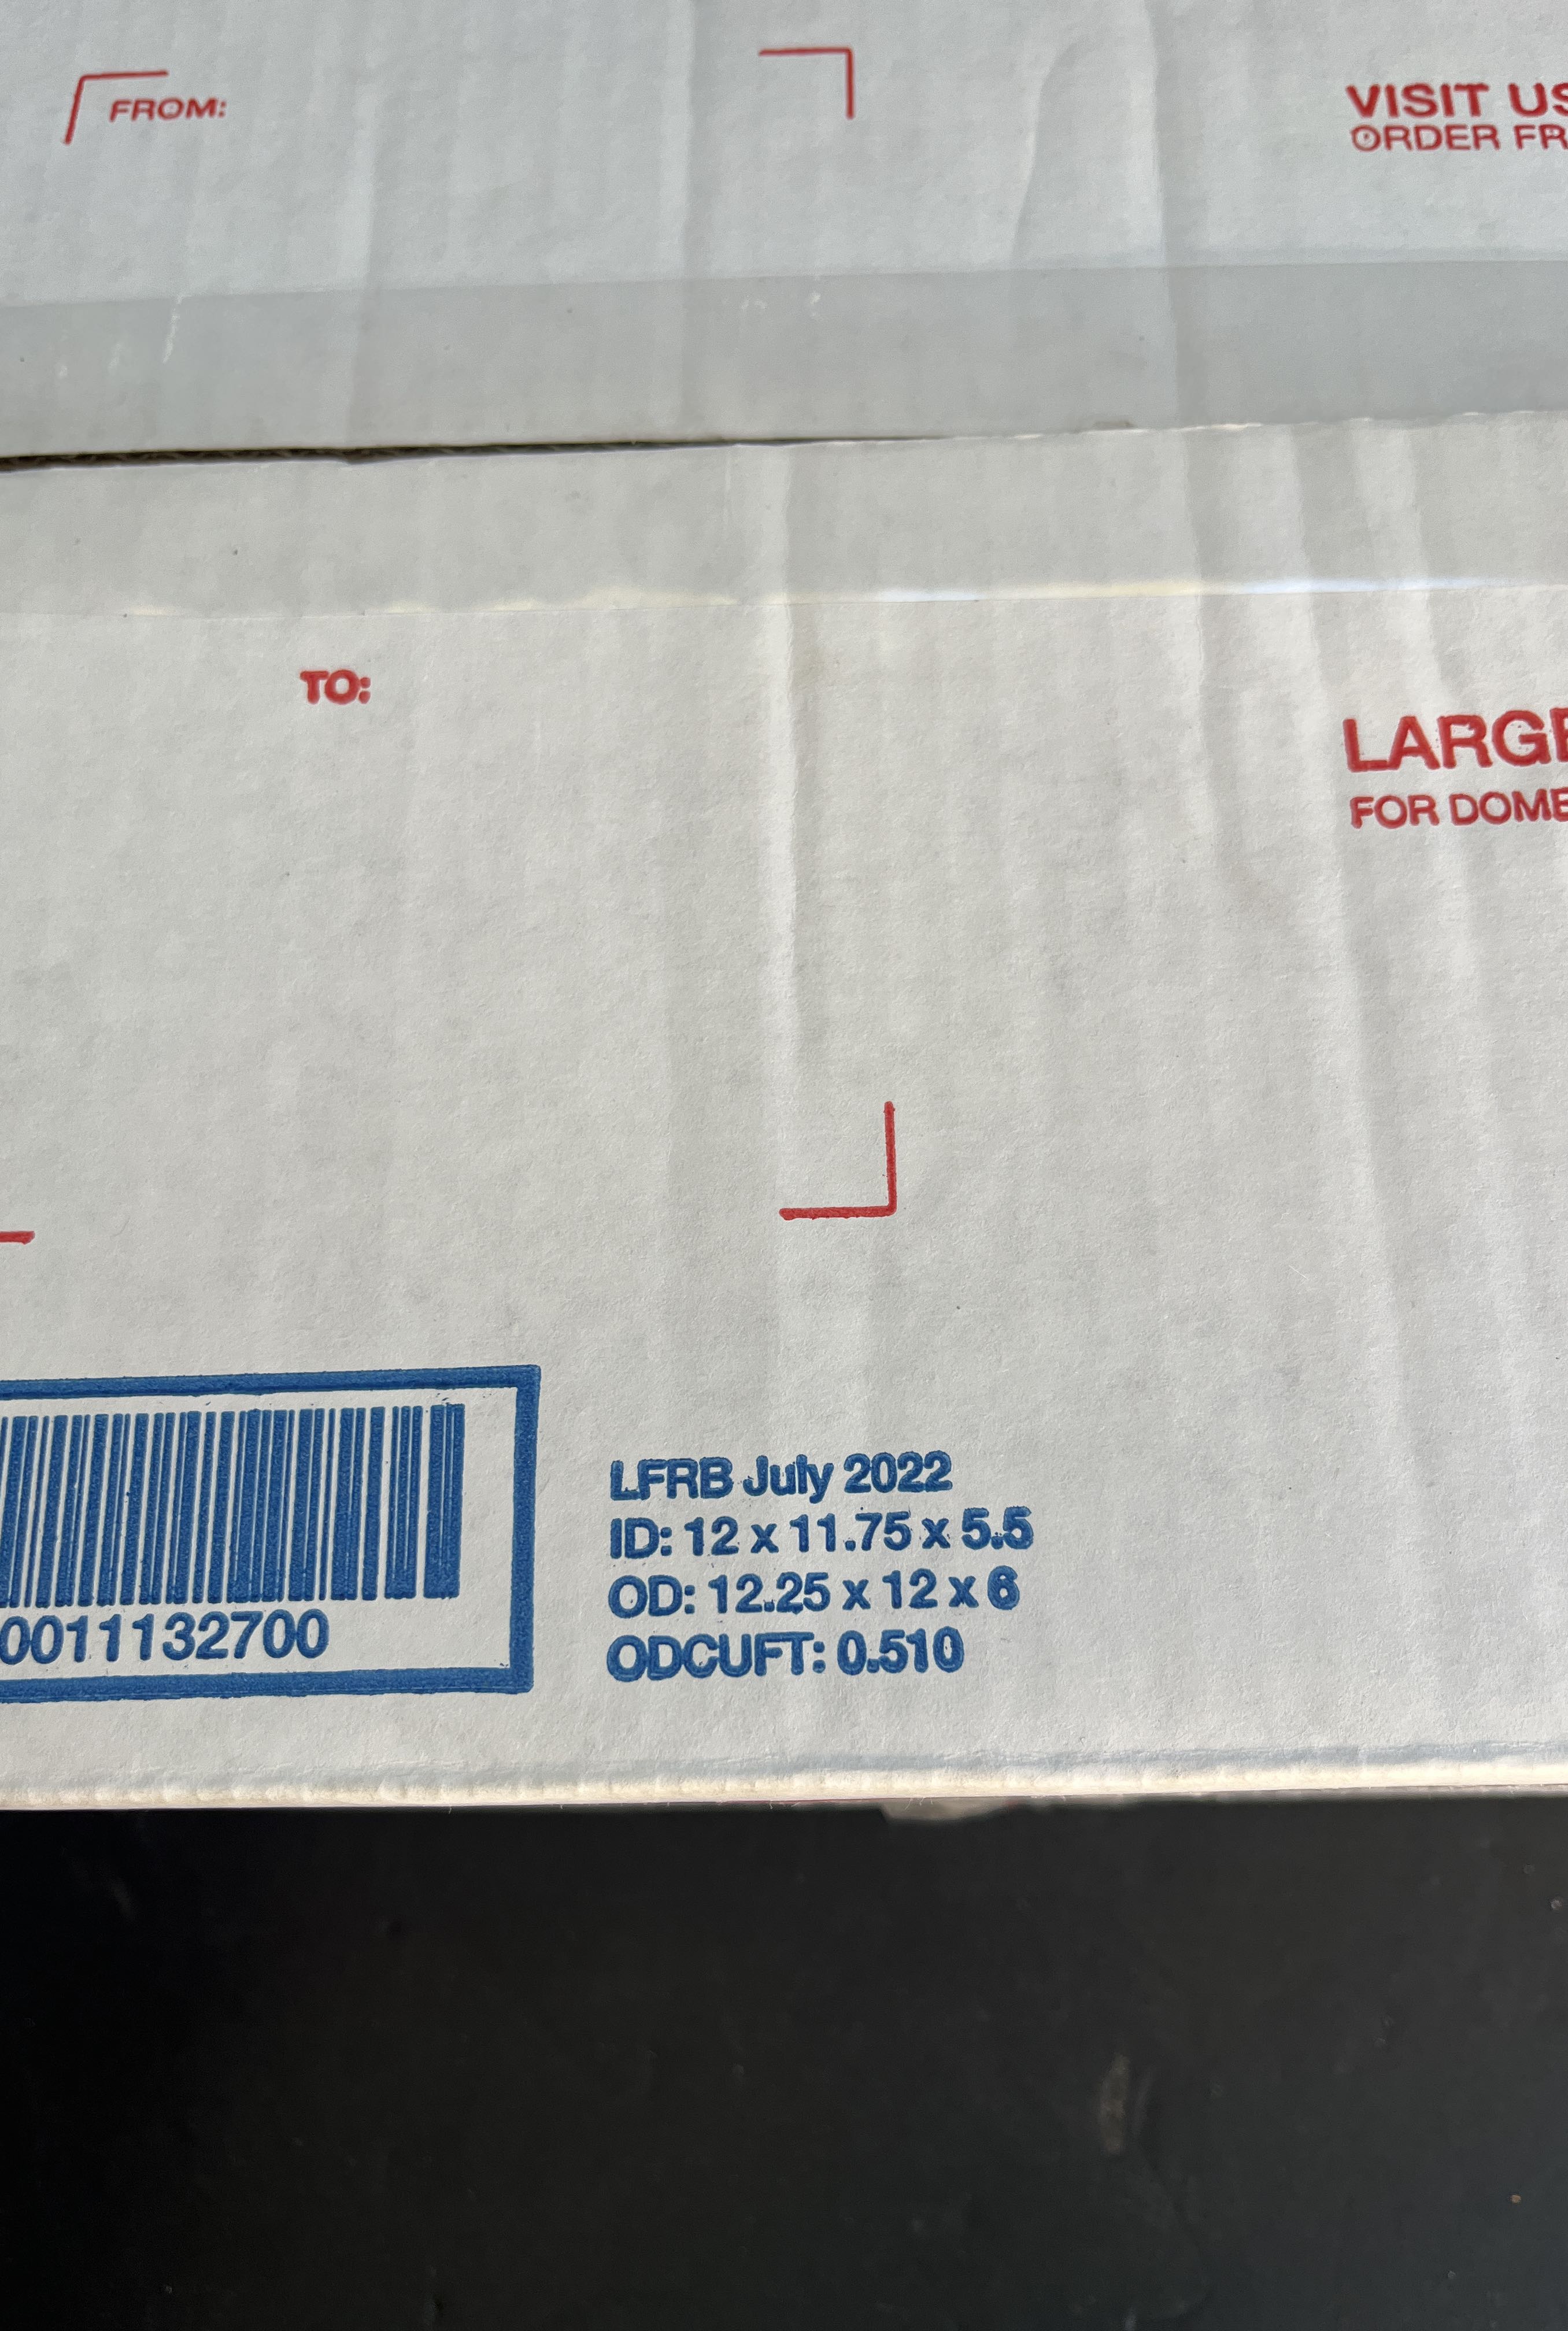 FROM:
VISIT US
ORDER FR
TO:
LARGE
FOR DOME
0011132700
LFRB July 2022
ID: 12 x 11.75 x 5.5
OD: 12.25 x 12 x 6
ODCUFT: 0.510